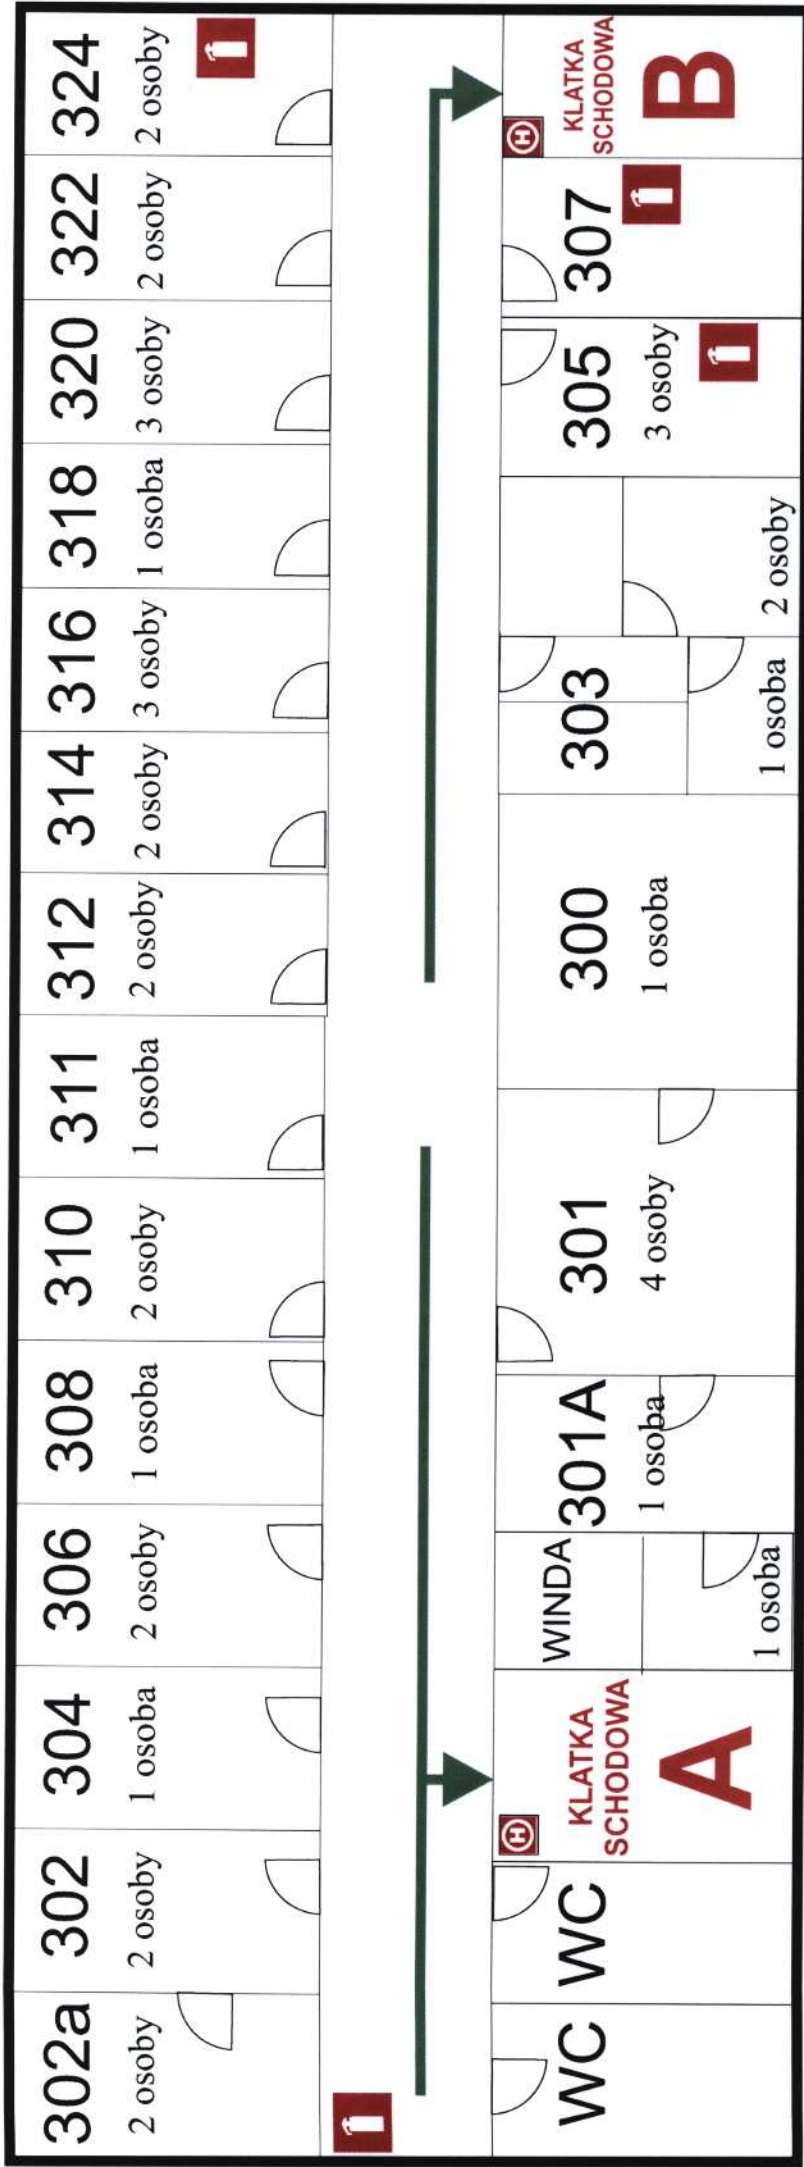 302a
2 osoby
302
2 osoby
304
1 osoba
306
2 osoby
308
1 osoba
310
2 osoby
311
1 osoba
312
2 osoby
314
2 osoby
316
3 osoby
318
1 osoba
320
3 osoby
322
2 osoby
324
2 osoby
WC
WC
H
KLATKA
SCHODOWA
A
WINDA
1 osoba
301A
1 osoba
301
4 osoby
300
1 osoba
303
1 osoba
2 osoby
305
3 osoby
307
H
KLATKA
SCHODOWA
B